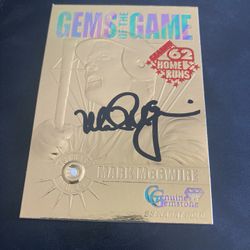 GEMS OF THE GAME
62
HOME
RUNS
MARK McGWIRE
Genuine
Gemstone